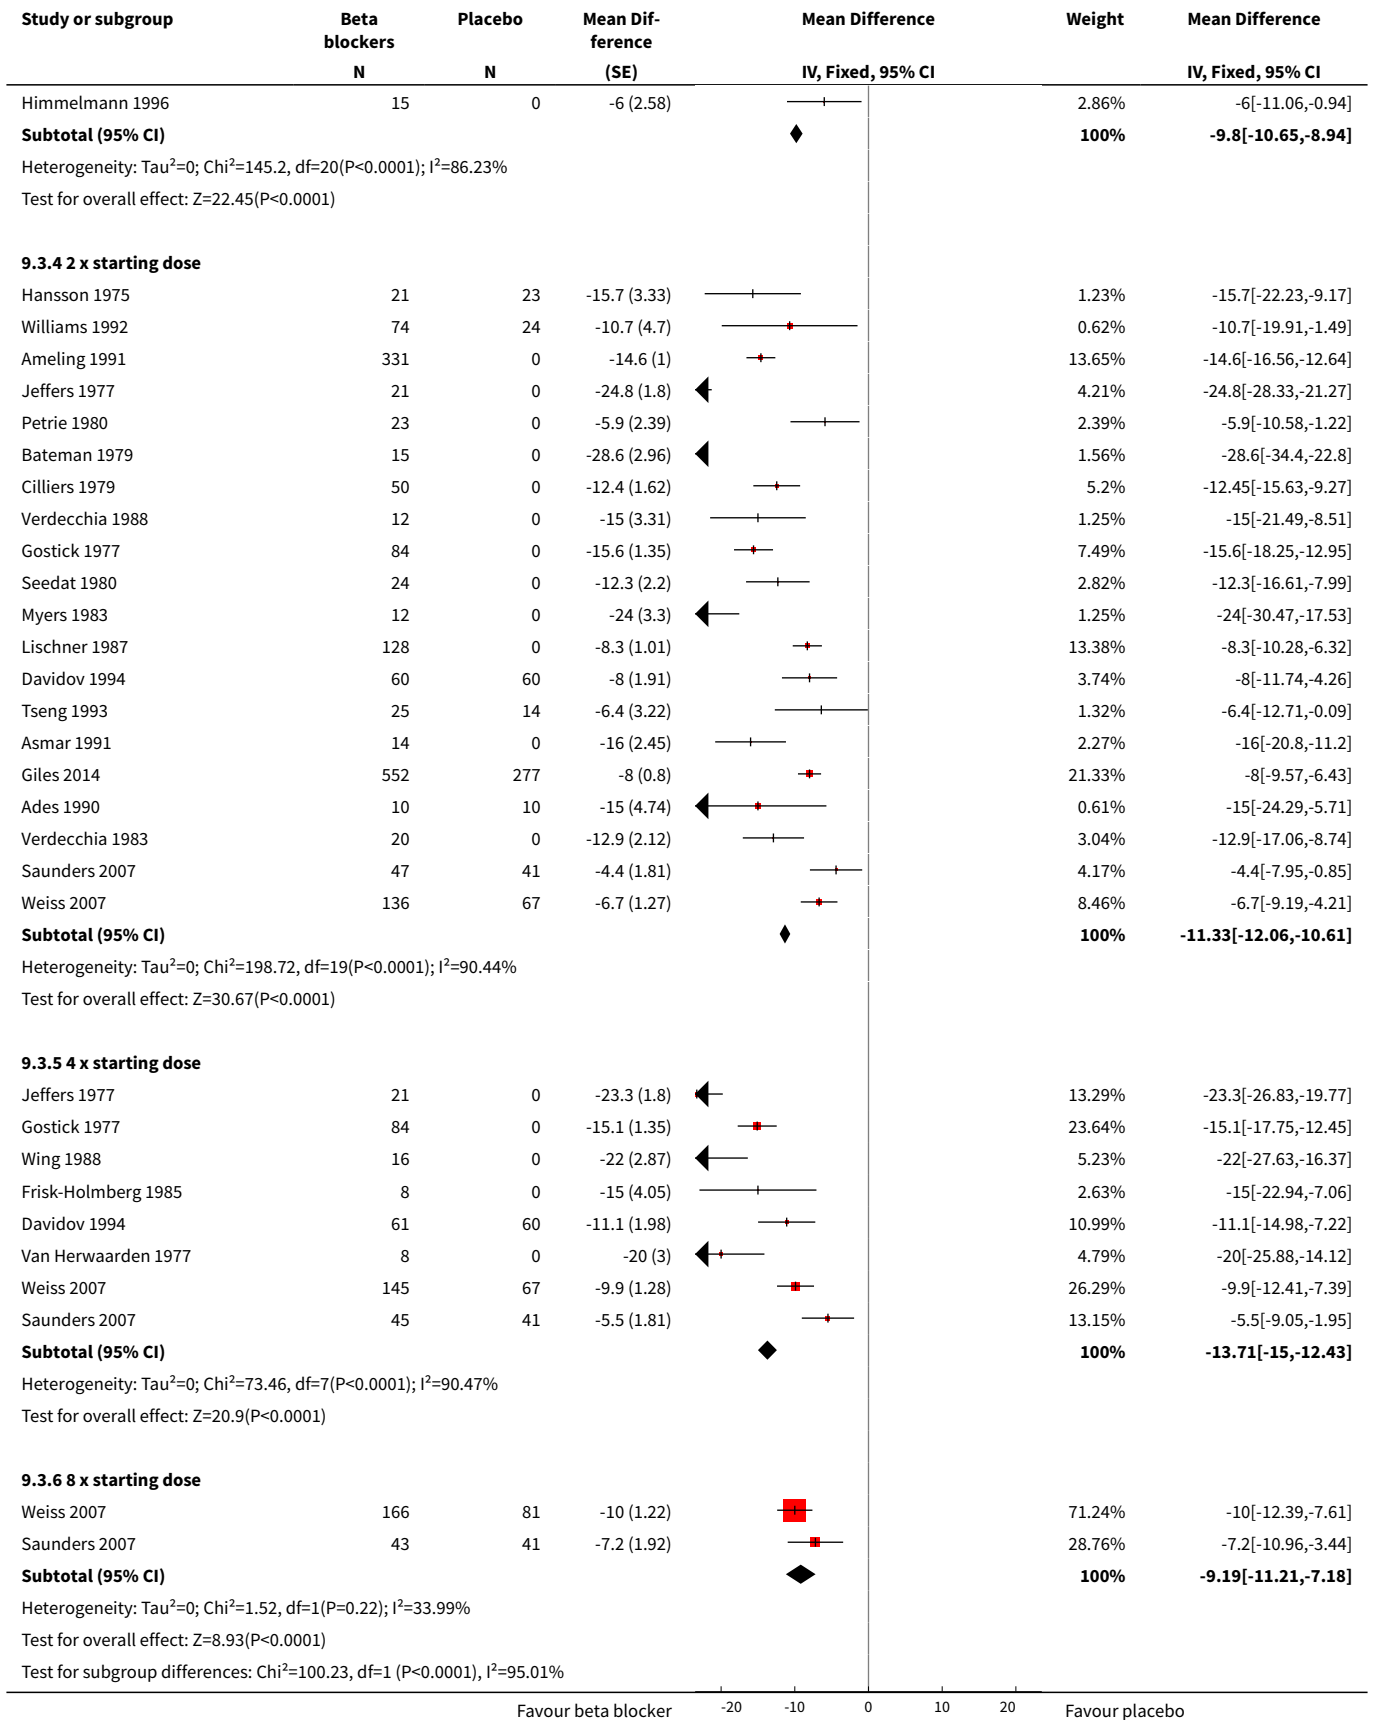 Study or subgroup Beta blockers Placebo Mean Dif- ference Mean Difference Weight Mean Difference
N N (SE) IV, Fixed, 95% CI IV, Fixed, 95% CI
Himmelmann 1996 15 0 -6 (2.58) 2.86% -6[-11.06,-0.94]
Subtotal (95% CI) 100% -9.8[-10.65,-8.94]
Heterogeneity: Tau²=0; Chi²=145.2, df=20(P<0.0001); I²=86.23%
Test for overall effect: Z=22.45(P<0.0001)
9.3.4 2 x starting dose
Hansson 1975 21 23 -15.7 (3.33) 1.23% -15.7[-22.23,-9.17]
Williams 1992 74 24 -10.7 (4.7) 0.62% -10.7[-19.91,-1.49]
Ameling 1991 331 0 -14.6 (1) 13.65% -14.6[-16.56,-12.64]
Jeffers 1977 21 0 -24.8 (1.8) 4.21% -24.8[-28.33,-21.27]
Petrie 1980 23 0 -5.9 (2.39) 2.39% -5.9[-10.58,-1.22]
Bateman 1979 15 0 -28.6 (2.96) 1.56% -28.6[-34.4,-22.8]
Cilliers 1979 50 0 -12.4 (1.62) 5.2% -12.45[-15.63,-9.27]
Verdecchia 1988 12 0 -15 (3.31) 1.25% -15[-21.49,-8.51]
Gostick 1977 84 0 -15.6 (1.35) 7.49% -15.6[-18.25,-12.95]
Seedat 1980 24 0 -12.3 (2.2) 2.82% -12.3[-16.61,-7.99]
Myers 1983 12 0 -24 (3.3) 1.25% -24[-30.47,-17.53]
Lischner 1987 128 0 -8.3 (1.01) 13.38% -8.3[-10.28,-6.32]
Davidov 1994 60 60 -8 (1.91) 3.74% -8[-11.74,-4.26]
Tseng 1993 25 14 -6.4 (3.22) 1.32% -6.4[-12.71,-0.09]
Asmar 1991 14 0 -16 (2.45) 2.27% -16[-20.8,-11.2]
Giles 2014 552 277 -8 (0.8) 21.33% -8[-9.57,-6.43]
Ades 1990 10 10 -15 (4.74) 0.61% -15[-24.29,-5.71]
Verdecchia 1983 20 0 -12.9 (2.12) 3.04% -12.9[-17.06,-8.74]
Saunders 2007 47 41 -4.4 (1.81) 4.17% -4.4[-7.95,-0.85]
Weiss 2007 136 67 -6.7 (1.27) 8.46% -6.7[-9.19,-4.21]
Subtotal (95% CI) 100% -11.33[-12.06,-10.61]
Heterogeneity: Tau²=0; Chi²=198.72, df=19(P<0.0001); I²=90.44%
Test for overall effect: Z=30.67(P<0.0001)
9.3.5 4 x starting dose
Jeffers 1977 21 0 -23.3 (1.8) 13.29% -23.3[-26.83,-19.77]
Gostick 1977 84 0 -15.1 (1.35) 23.64% -15.1[-17.75,-12.45]
Wing 1988 16 0 -22 (2.87) 5.23% -22[-27.63,-16.37]
Frisk-Holmberg 1985 8 0 -15 (4.05) 2.63% -15[-22.94,-7.06]
Davidov 1994 61 60 -11.1 (1.98) 10.99% -11.1[-14.98,-7.22]
Van Herwaarden 1977 8 0 -20 (3) 4.79% -20[-25.88,-14.12]
Weiss 2007 145 67 -9.9 (1.28) 26.29% -9.9[-12.41,-7.39]
Saunders 2007 45 41 -5.5 (1.81) 13.15% -5.5[-9.05,-1.95]
Subtotal (95% CI) 100% -13.71[-15,-12.43]
Heterogeneity: Tau²=0; Chi²=73.46, df=7(P<0.0001); I²=90.47%
Test for overall effect: Z=20.9(P<0.0001)
9.3.6 8 x starting dose
Weiss 2007 166 81 -10 (1.22) 71.24% -10[-12.39,-7.61]
Saunders 2007 43 41 -7.2 (1.92) 28.76% -7.2[-10.96,-3.44]
Subtotal (95% CI) 100% -9.19[-11.21,-7.18]
Heterogeneity: Tau²=0; Chi²=1.52, df=1(P=0.22); I²=33.99%
Test for overall effect: Z=8.93(P<0.0001)
Test for subgroup differences: Chi²=100.23, df=1 (P<0.0001), I²=95.01%
Favour beta blocker -20 -10 0 10 20 Favour placebo